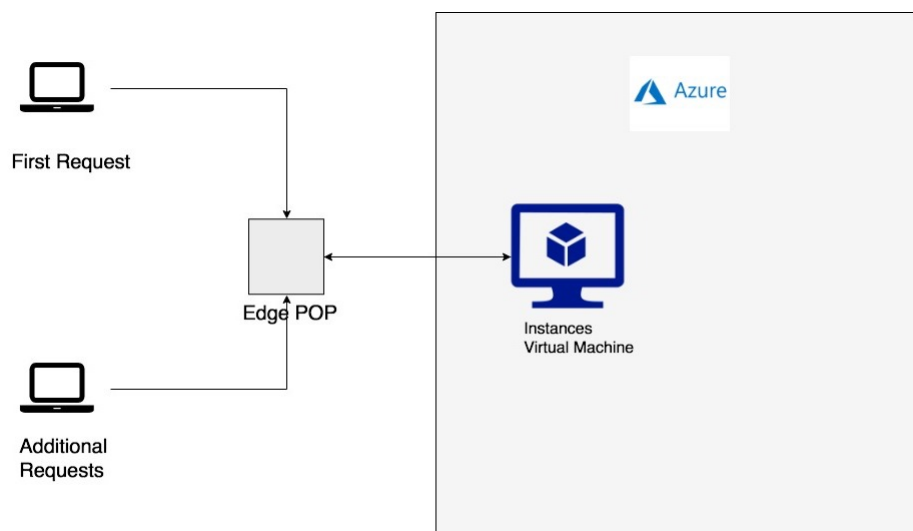 Azure
First Request
Edge POP
Instances
Virtual Machine
Additional
Requests